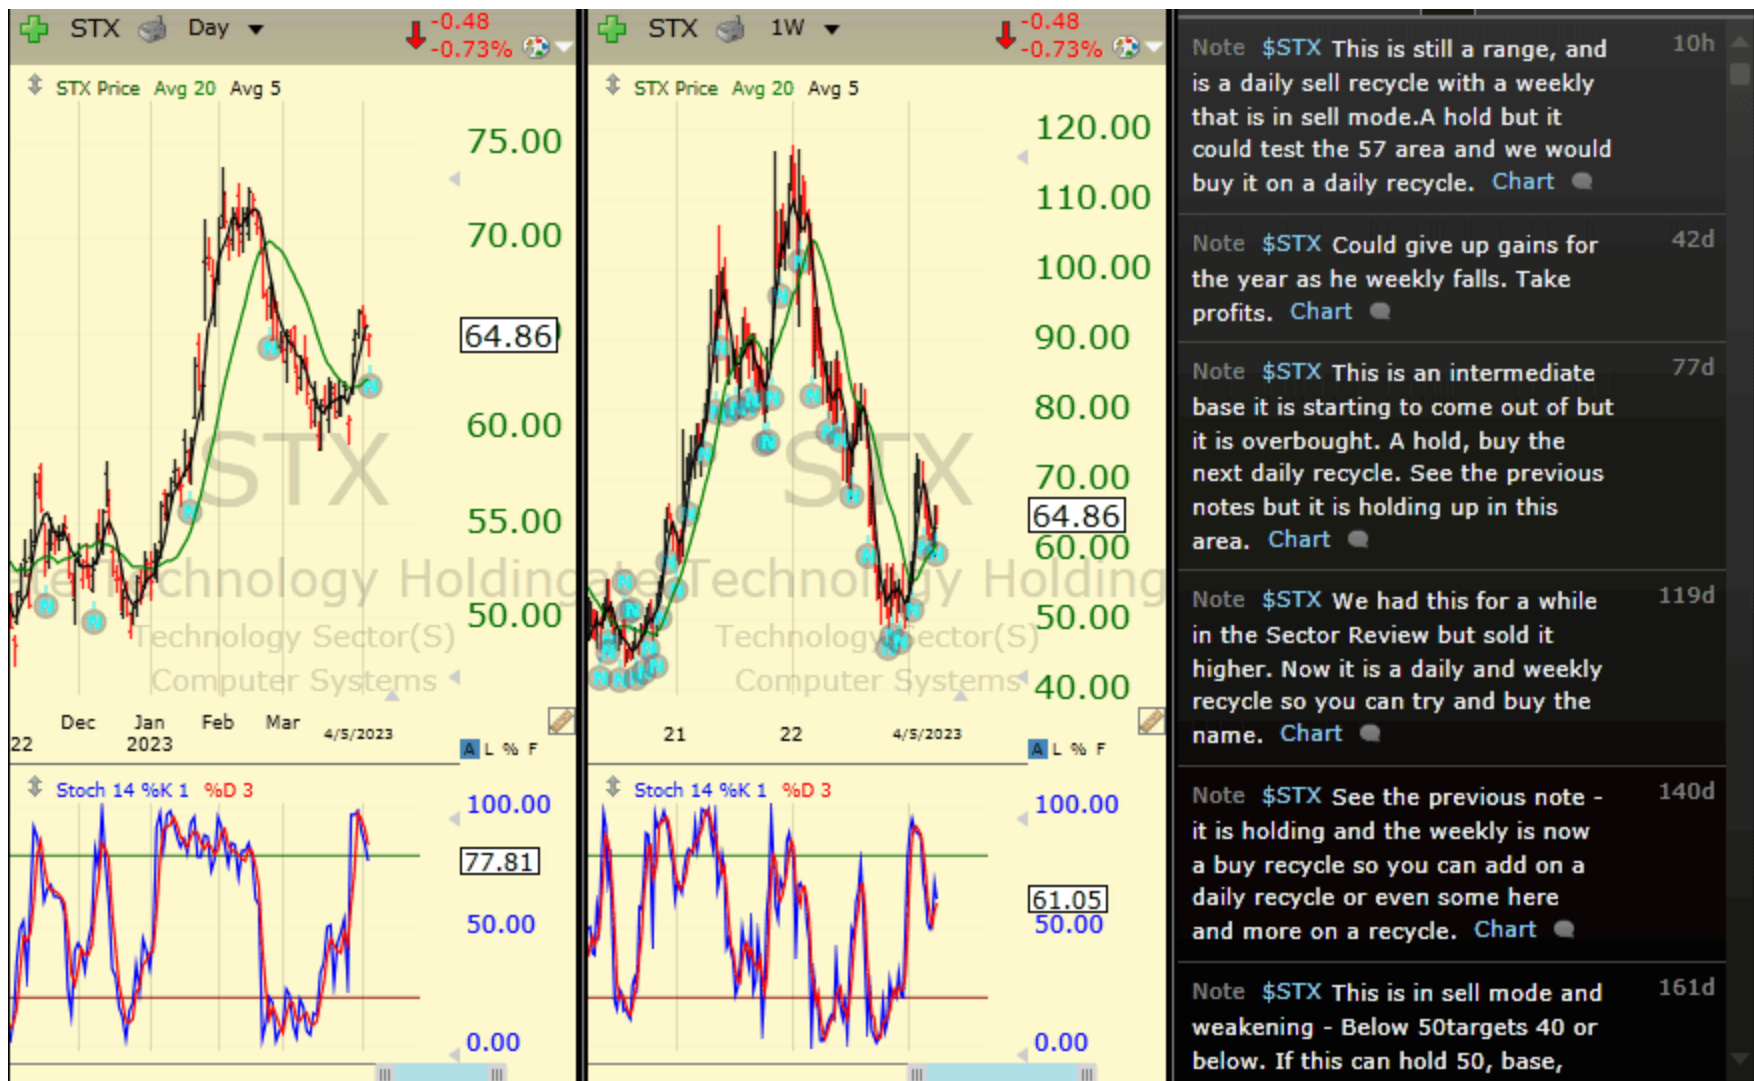 STX Day
-0.48
-0.73%
STX Price Avg 20 Avg 5
75.00
70.00
64.86
60.00
55.00
50.00
STX
Technology Holding
Technology Sector(S)
Computer Systems
Dec Jan Feb Mar
22 2023 4/5/2023
A L % F
Stoch 14 %K 1 %D 3
100.00
77.81
50.00
0.00
STX 1W
-0.48
-0.73%
STX Price Avg 20 Avg 5
120.00
110.00
100.00
90.00
80.00
70.00
64.86
60.00
50.00
40.00
STX
Technology Holding
Technology Sector(S)
Computer Systems
21 22 4/5/2023
A L % F
Stoch 14 %K 1 %D 3
100.00
61.05
50.00
0.00
Note $STX This is still a range, and 10h
is a daily sell recycle with a weekly
that is in sell mode.A hold but it
could test the 57 area and we would
buy it on a daily recycle. Chart
Note $STX Could give up gains for 42d
the year as he weekly falls. Take
profits. Chart
Note $STX This is an intermediate 77d
base it is starting to come out of but
it is overbought. A hold, buy the
next daily recycle. See the previous
notes but it is holding up in this
area. Chart
Note $STX We had this for a while 119d
in the Sector Review but sold it
higher. Now it is a daily and weekly
recycle so you can try and buy the
name. Chart
Note $STX See the previous note - 140d
it is holding and the weekly is now
a buy recycle so you can add on a
daily recycle or even some here
and more on a recycle. Chart
Note $STX This is in sell mode and 161d
weakening - Below 50targets 40 or
below. If this can hold 50, base,